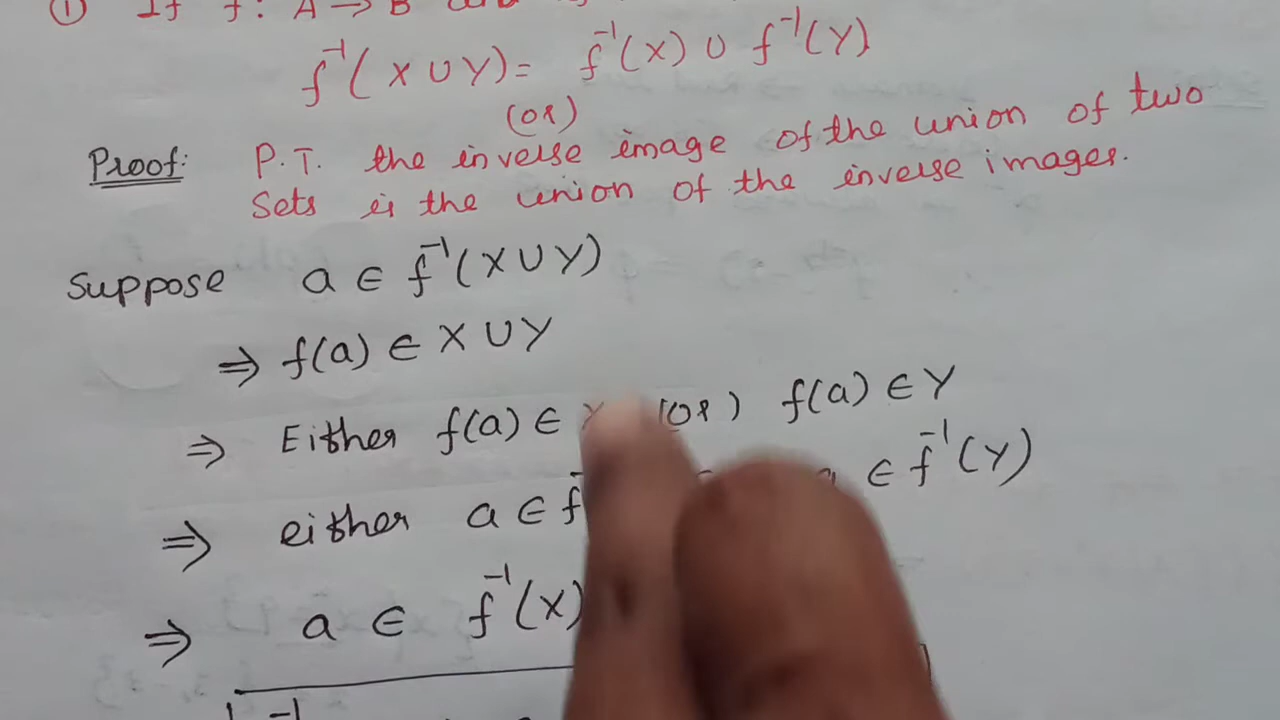 ① If f: A → B
f⁻¹(X ∪ Y) = f⁻¹(X) ∪ f⁻¹(Y)
(or)
Proof: P.T. the inverse image of the union of two
Sets is the union of the inverse images.
Suppose a ∈ f⁻¹(X ∪ Y)
⇒ f(a) ∈ X ∪ Y
⇒ Either f(a) ∈ (or) f(a) ∈ Y
⇒ either a ∈ f ∈ f⁻¹(Y)
⇒ a ∈ f⁻¹(X)